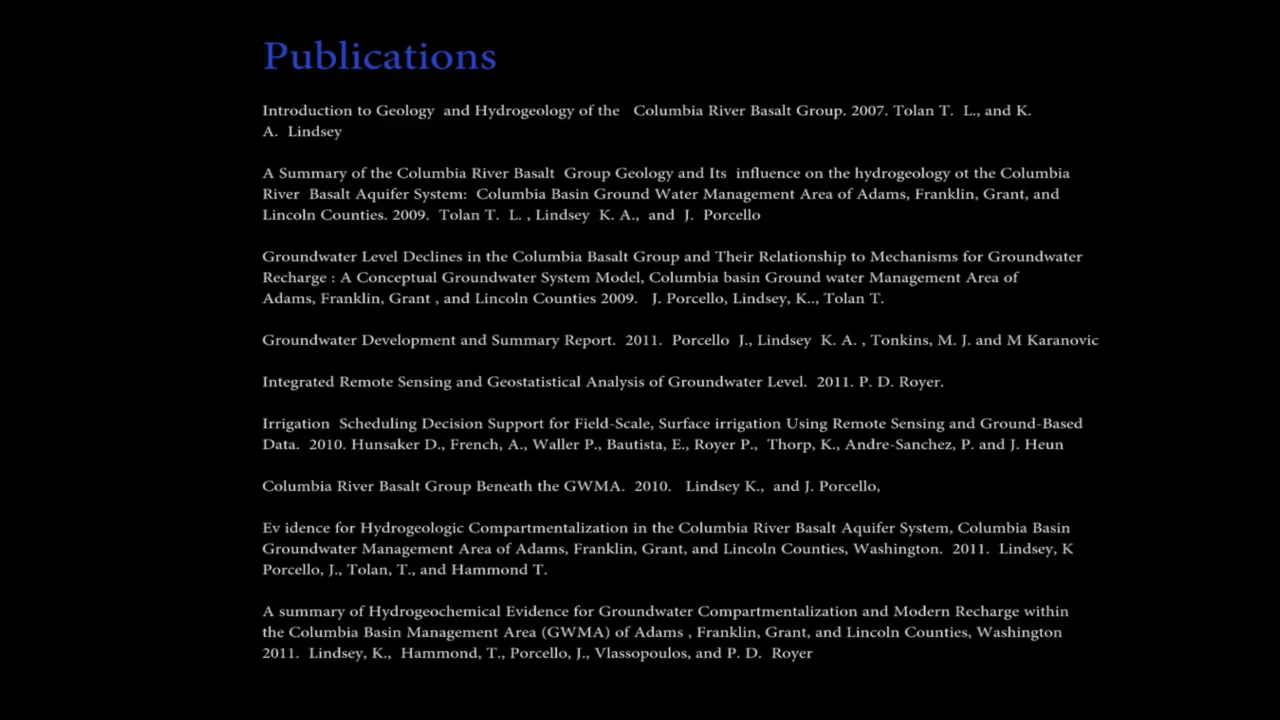 Publications
Introduction to Geology and Hydrogeology of the Columbia River Basalt Group. 2007. Tolan T. L., and K.
A. Lindsey
A Summary of the Columbia River Basalt Group Geology and Its influence on the hydrogeology ot the Columbia
River Basalt Aquifer System: Columbia Basin Ground Water Management Area of Adams, Franklin, Grant, and
Lincoln Counties. 2009. Tolan T. L. , Lindsey K. A., and J. Porcello
Groundwater Level Declines in the Columbia Basalt Group and Their Relationship to Mechanisms for Groundwater
Recharge : A Conceptual Groundwater System Model, Columbia basin Ground water Management Area of
Adams, Franklin, Grant , and Lincoln Counties 2009. J. Porcello, Lindsey, K.., Tolan T.
Groundwater Development and Summary Report. 2011. Porcello J., Lindsey K. A. , Tonkins, M. J. and M Karanovic
Integrated Remote Sensing and Geostatistical Analysis of Groundwater Level. 2011. P. D. Royer.
Irrigation Scheduling Decision Support for Field-Scale, Surface irrigation Using Remote Sensing and Ground-Based
Data. 2010. Hunsaker D., French, A., Waller P., Bautista, E., Royer P., Thorp, K., Andre-Sanchez, P. and J. Heun
Columbia River Basalt Group Beneath the GWMA. 2010. Lindsey K., and J. Porcello,
Ev idence for Hydrogeologic Compartmentalization in the Columbia River Basalt Aquifer System, Columbia Basin
Groundwater Management Area of Adams, Franklin, Grant, and Lincoln Counties, Washington. 2011. Lindsey, K
Porcello, J., Tolan, T., and Hammond T.
A summary of Hydrogeochemical Evidence for Groundwater Compartmentalization and Modern Recharge within
the Columbia Basin Management Area (GWMA) of Adams , Franklin, Grant, and Lincoln Counties, Washington
2011. Lindsey, K., Hammond, T., Porcello, J., Vlassopoulos, and P. D. Royer